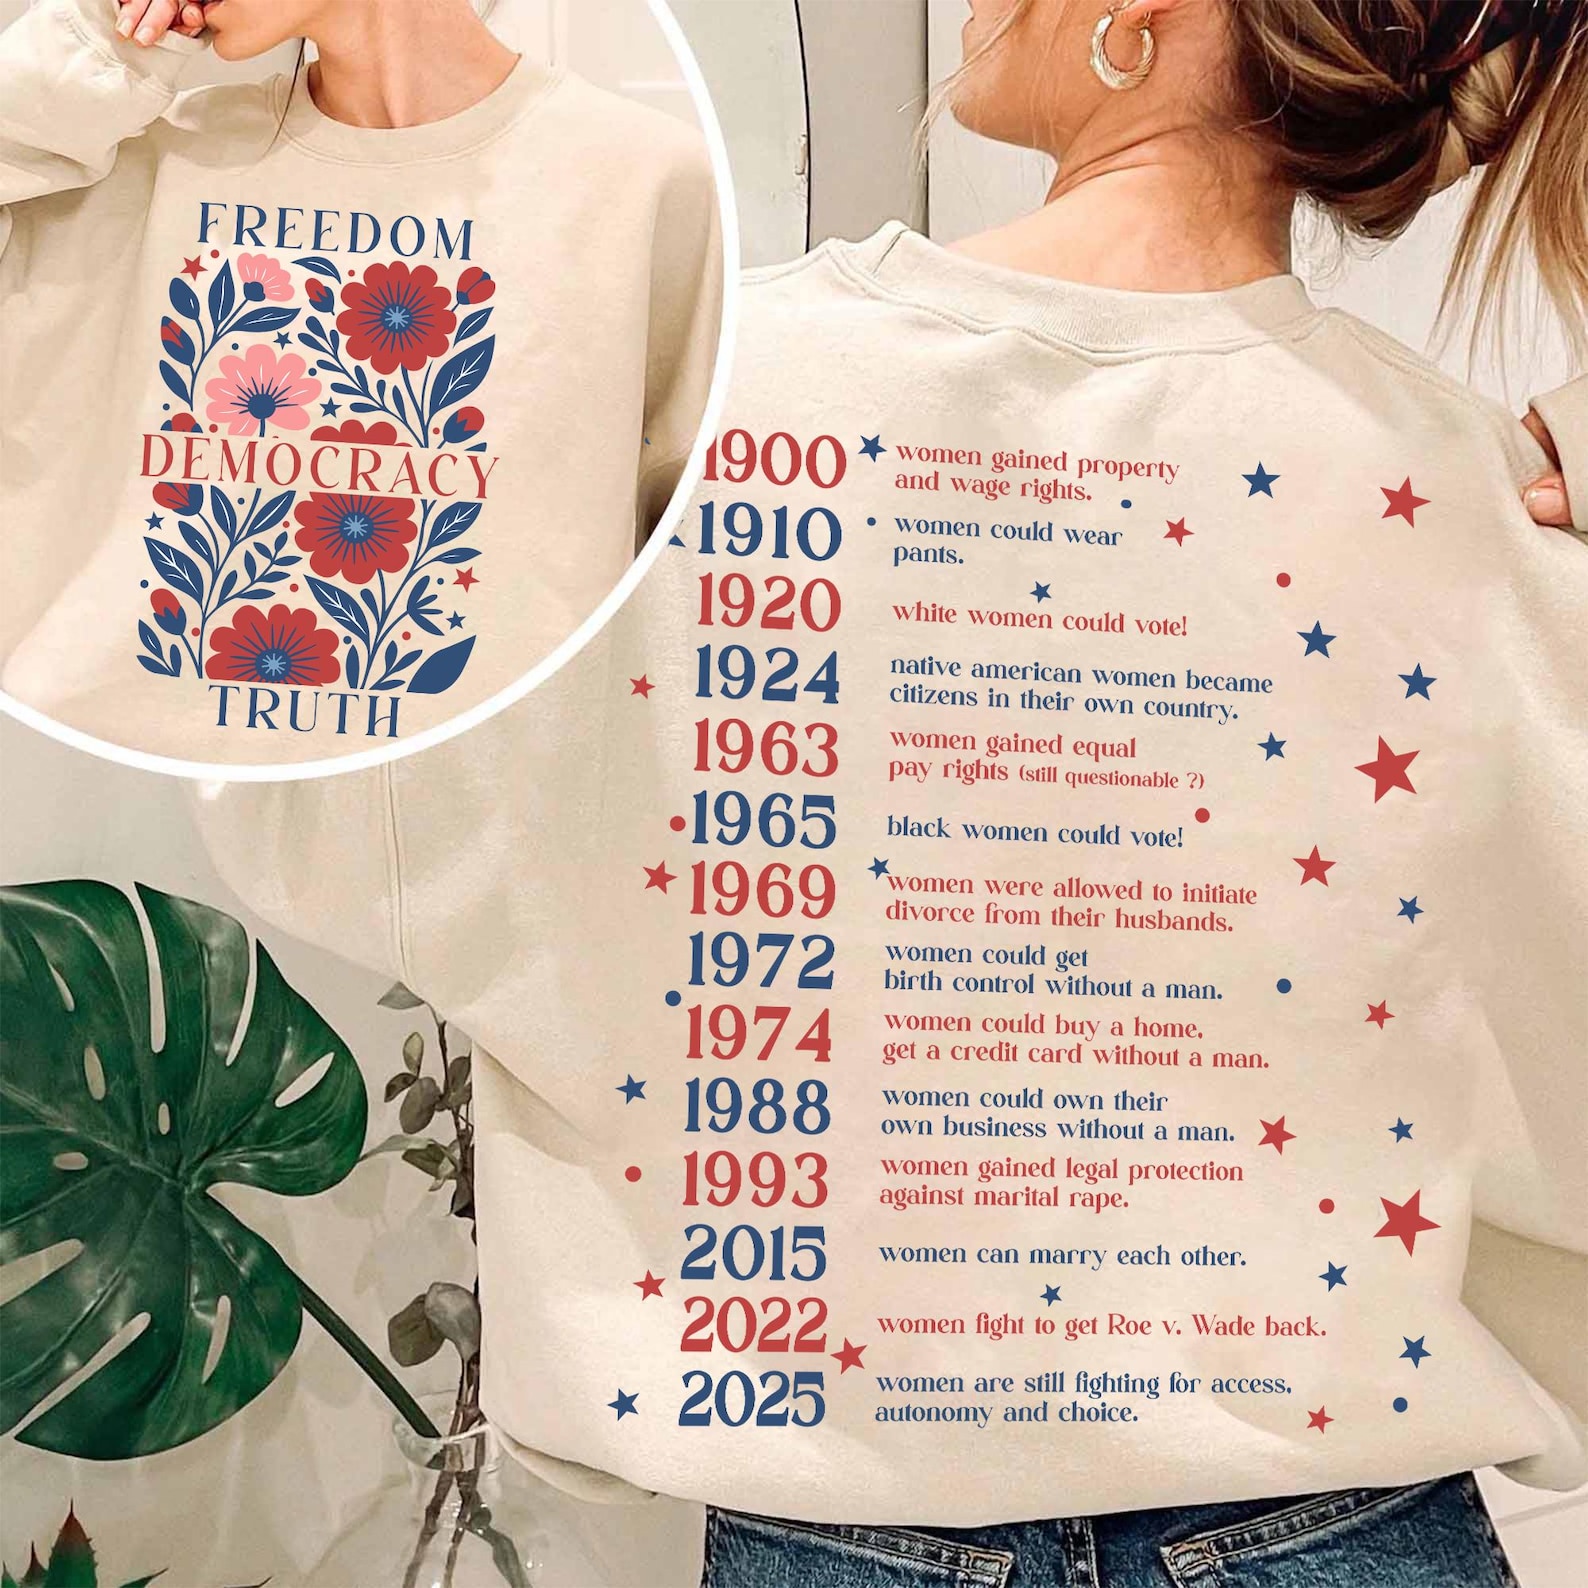 FREEDOM
DEMOCRACY
TRUTH
1900 women gained property
and wage rights.
1910 women could wear
pants.
1920 white women could vote!
1924 native american women became
citizens in their own country.
1963 women gained equal
pay rights (still questionable ?)
1965 black women could vote!
1969 women were allowed to initiate
divorce from their husbands.
1972 women could get
birth control without a man.
1974 women could buy a home,
get a credit card without a man.
1988 women could own their
own business without a man.
1993 women gained legal protection
against marital rape.
2015 women can marry each other.
2022 women fight to get Roe v. Wade back.
2025 women are still fighting for access,
autonomy and choice.